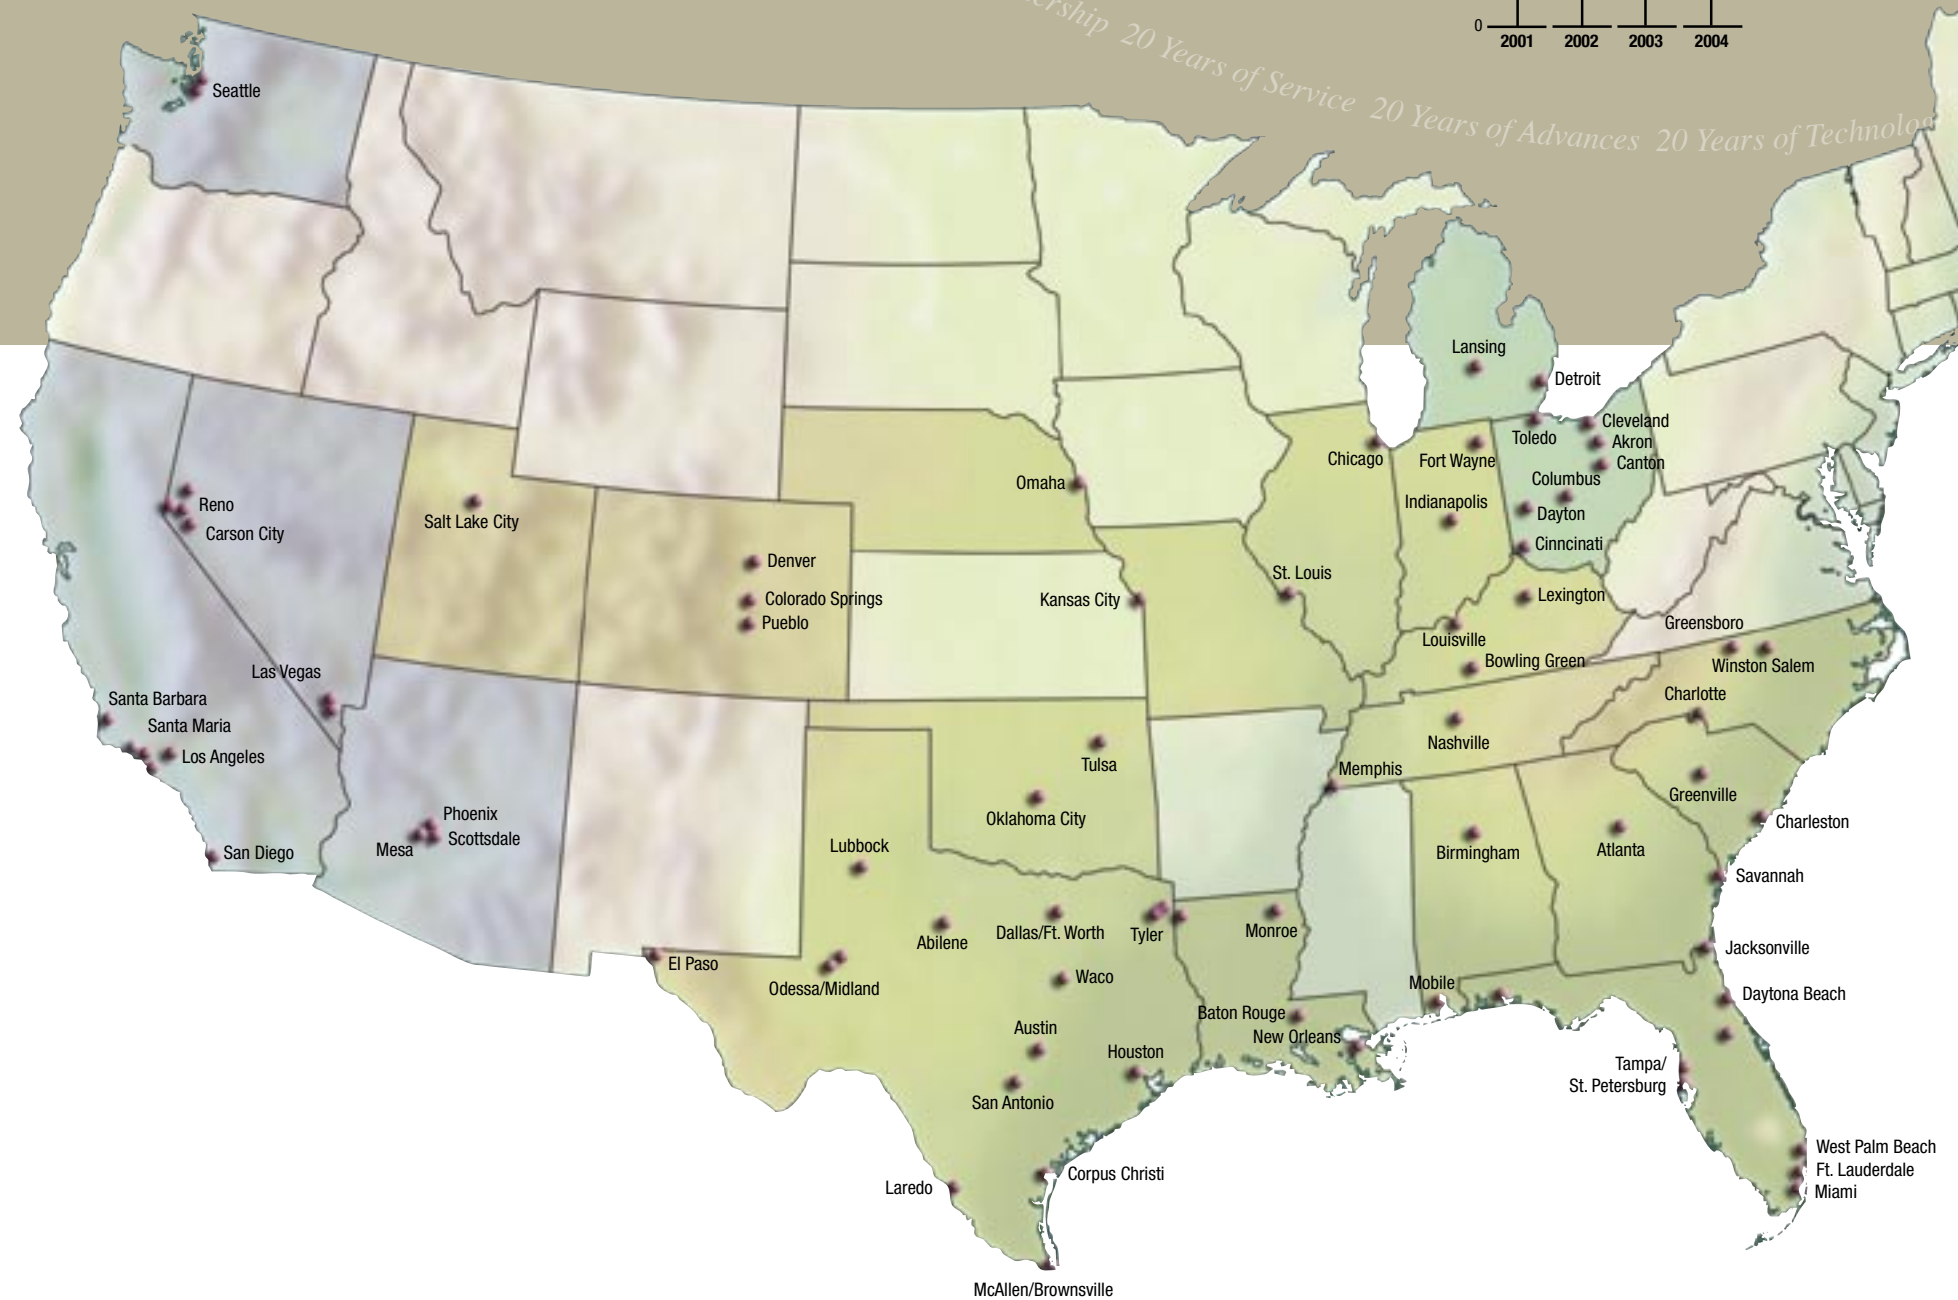 0
2001 2002 2003 2004
20 Years of Service 20 Years of Advances 20 Years of
Seattle
Lansing
Detroit
Cleveland
Toledo
Akron
Chicago
Fort Wayne
Canton
Columbus
Omaha
Indianapolis
Reno
Dayton
Salt Lake City
Carson City
Cinncinati
Denver
St. Louis
Colorado Springs
Kansas City
Lexington
Pueblo
Greensboro
Louisville
Bowling Green
Winston Salem
Las Vegas
Santa Barbara
Charlotte
Santa Maria
Nashville
Los Angeles
Tulsa
Memphis
Greenville
Phoenix
Oklahoma City
Charleston
Scottsdale
Mesa
Lubbock
San Diego
Birmingham
Atlanta
Savannah
Dallas/Ft. Worth
Monroe
Tyler
Abilene
Jacksonville
El Paso
Waco
Odessa/Midland
Mobile
Daytona Beach
Baton Rouge
Austin
New Orleans
Houston
Tampa/
St. Petersburg
San Antonio
West Palm Beach
Corpus Christi
Ft. Lauderdale
Laredo
Miami
McAllen/Brownsville